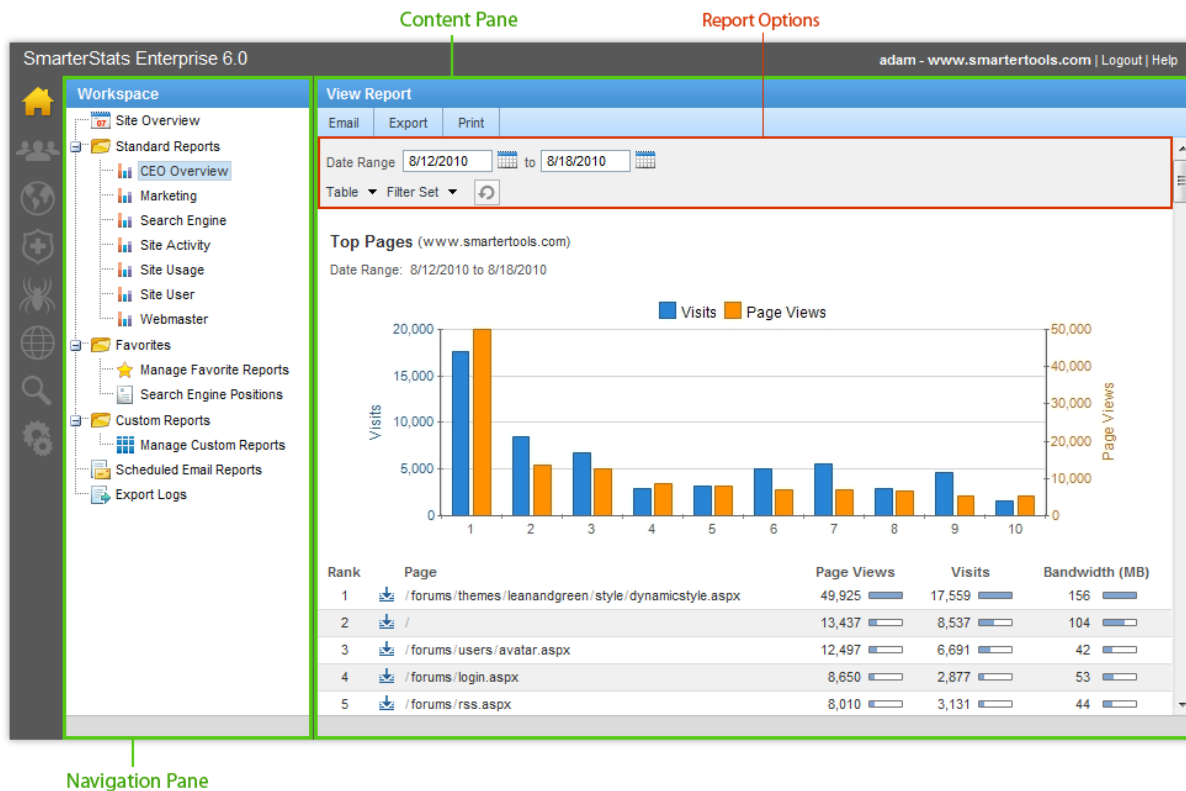 Content Pane
Report Options
SmarterStats Enterprise 6.0
adam - www.smartertools.com | Logout | Help
Workspace
07
Site Overview
Standard Reports
CEO Overview
Marketing
Search Engine
Site Activity
Site Usage
Site User
Webmaster
Favorites
Manage Favorite Reports
Search Engine Positions
Custom Reports
Manage Custom Reports
Scheduled Email Reports
Export Logs
View Report
Email Export Print
Date Range 8/12/2010 to 8/18/2010
Table Filter Set
Top Pages (www.smartertools.com)
Date Range: 8/12/2010 to 8/18/2010
Visits Page Views
20,000
15,000
10,000
5,000
0
Visits
50,000
40,000
30,000
20,000
10,000
0
Page Views
1 2 3 4 5 6 7 8 9 10
Rank Page Page Views Visits Bandwidth (MB)
1 /forums/themes/leanandgreen/style/dynamicstyle.aspx 49,925 17,559 156
2 / 13,437 8,537 104
3 /forums/users/avatar.aspx 12,497 6,691 42
4 /forums/login.aspx 8,650 2,877 53
5 /forums/rss.aspx 8,010 3,131 44
Navigation Pane